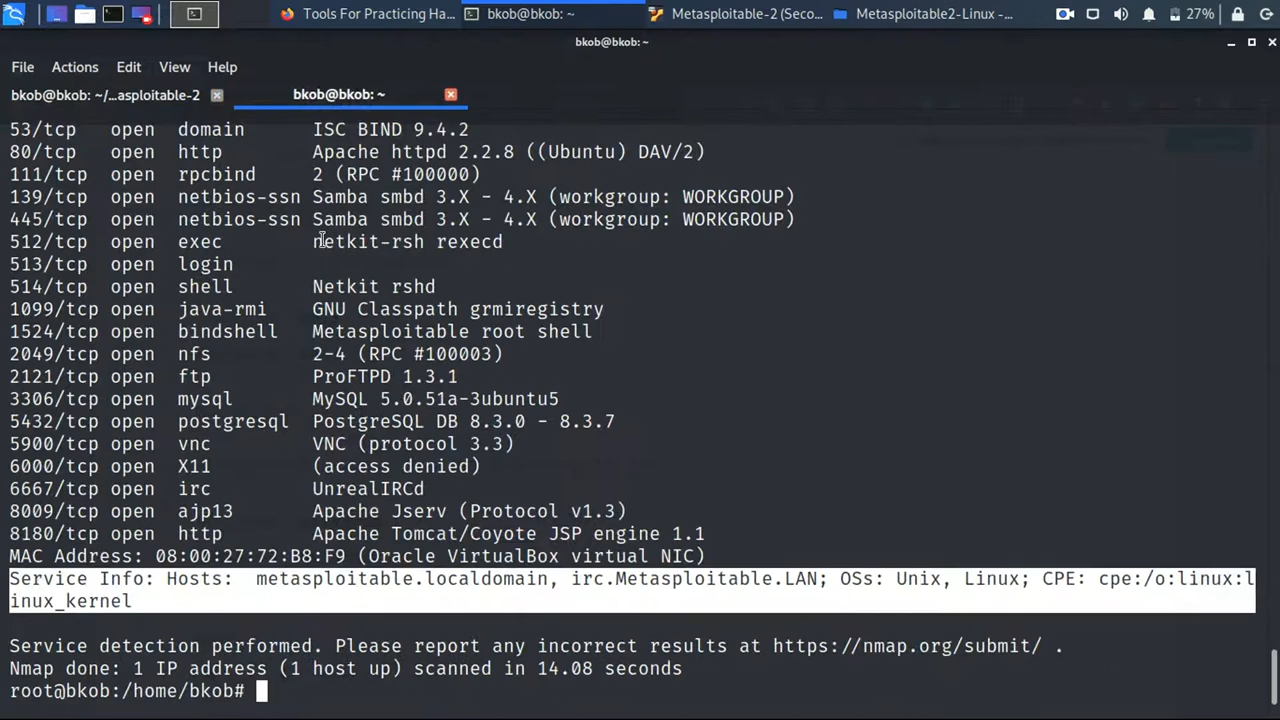 Tools For Practicing Ha... bkob@bkob: ~ Metasploitable-2 (Seco... Metasploitable2-Linux -... 27%
bkob@bkob: ~
File Actions Edit View Help
bkob@bkob: ~/...asploitable-2 bkob@bkob: ~
53/tcp open domain ISC BIND 9.4.2
80/tcp open http Apache httpd 2.2.8 ((Ubuntu) DAV/2)
111/tcp open rpcbind 2 (RPC #100000)
139/tcp open netbios-ssn Samba smbd 3.X - 4.X (workgroup: WORKGROUP)
445/tcp open netbios-ssn Samba smbd 3.X - 4.X (workgroup: WORKGROUP)
512/tcp open exec netkit-rsh rexecd
513/tcp open login
514/tcp open shell Netkit rshd
1099/tcp open java-rmi GNU Classpath grmiregistry
1524/tcp open bindshell Metasploitable root shell
2049/tcp open nfs 2-4 (RPC #100003)
2121/tcp open ftp ProFTPD 1.3.1
3306/tcp open mysql MySQL 5.0.51a-3ubuntu5
5432/tcp open postgresql PostgreSQL DB 8.3.0 - 8.3.7
5900/tcp open vnc VNC (protocol 3.3)
6000/tcp open X11 (access denied)
6667/tcp open irc UnrealIRCd
8009/tcp open ajp13 Apache Jserv (Protocol v1.3)
8180/tcp open http Apache Tomcat/Coyote JSP engine 1.1
MAC Address: 08:00:27:72:B8:F9 (Oracle VirtualBox virtual NIC)
Service Info: Hosts:  metasploitable.localdomain, irc.Metasploitable.LAN; OSs: Unix, Linux; CPE: cpe:/o:linux:l
inux_kernel
Service detection performed. Please report any incorrect results at https://nmap.org/submit/ .
Nmap done: 1 IP address (1 host up) scanned in 14.08 seconds
root@bkob:/home/bkob#